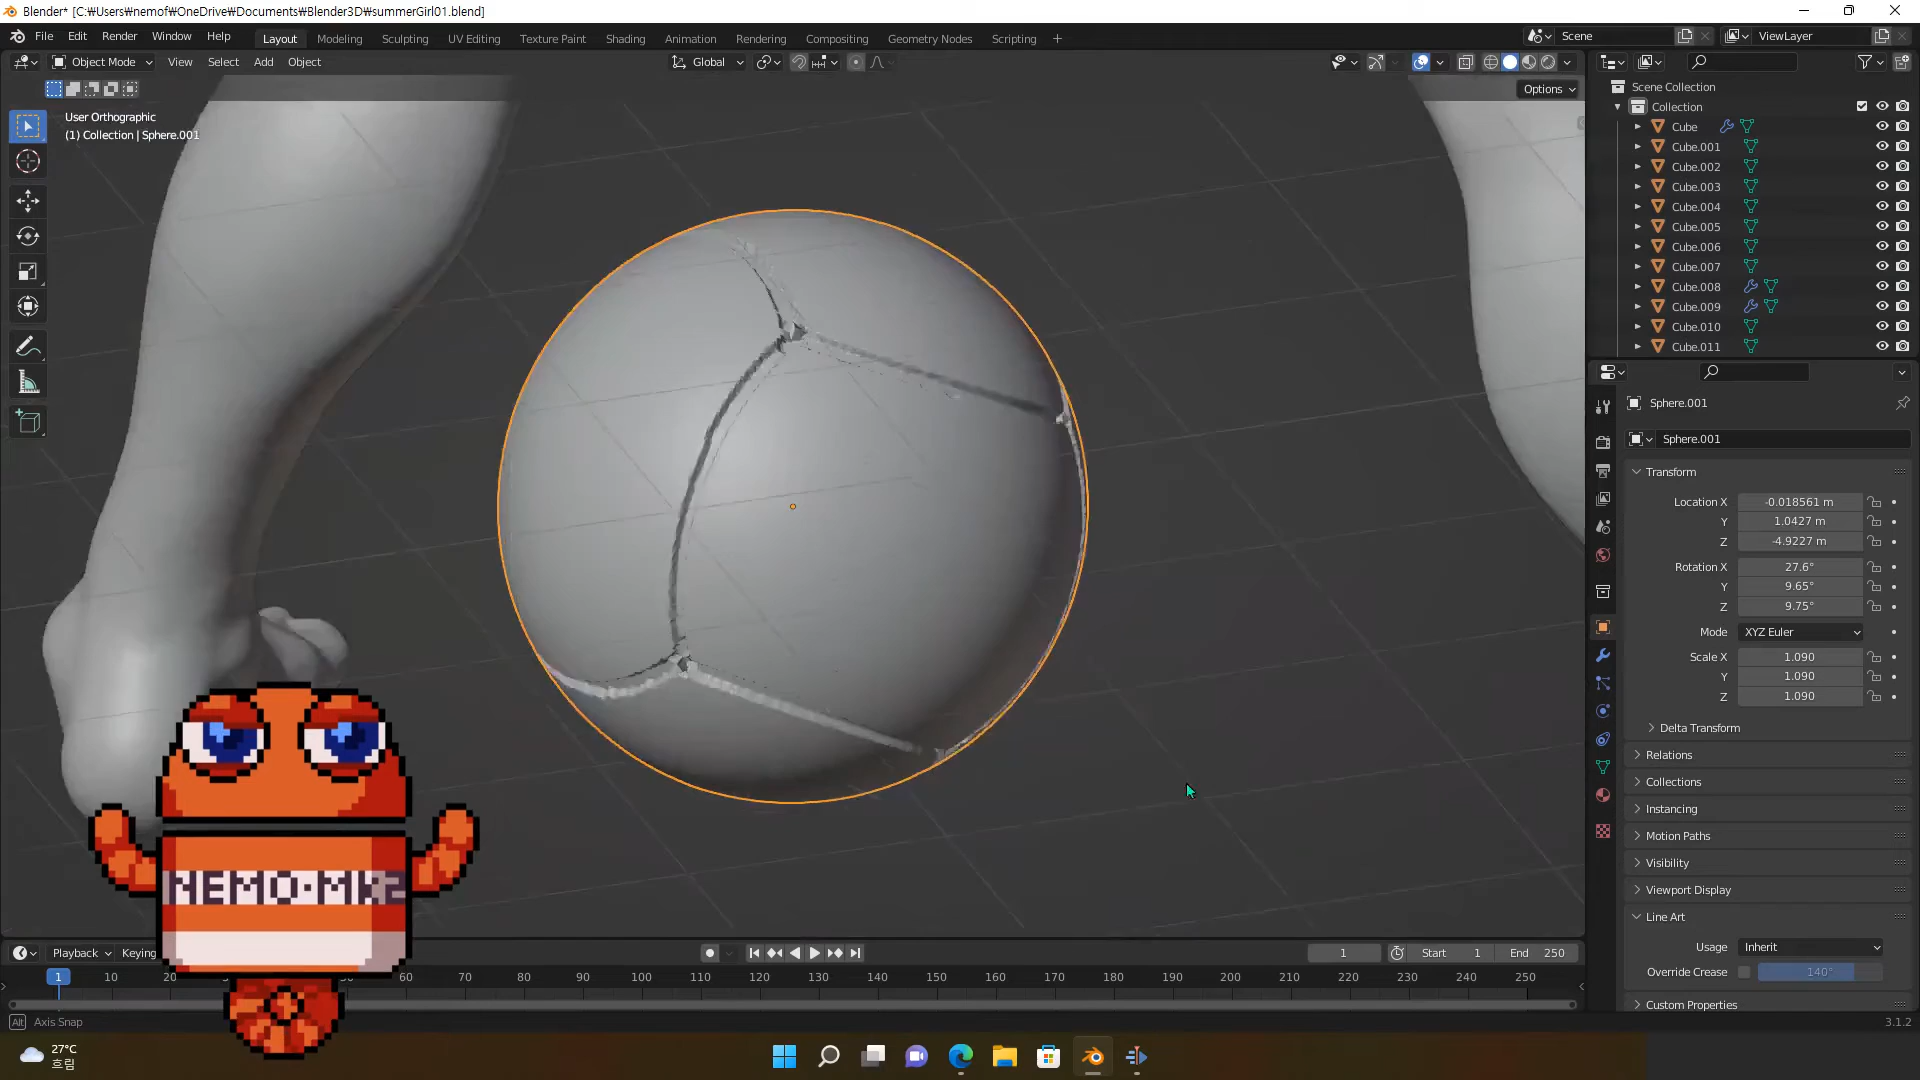 Blender* [C:\Users\nemof\OneDrive\Documents\Blender3D\summerGirl01.blend]
File Edit Render Window Help
Layout Modeling Sculpting UV Editing Texture Paint Shading Animation Rendering Compositing Geometry Nodes Scripting +
Scene
ViewLayer
Object Mode View Select Add Object
Global
Options
User Orthographic
(1) Collection | Sphere.001
Scene Collection
Collection
Cube
Cube.001
Cube.002
Cube.003
Cube.004
Cube.005
Cube.006
Cube.007
Cube.008
Cube.009
Cube.010
Cube.011
Sphere.001
Sphere.001
Transform
Location X -0.018561 m
Y 1.0427 m
Z -4.9227 m
Rotation X 27.6°
Y 9.65°
Z 9.75°
Mode XYZ Euler
Scale X 1.090
Y 1.090
Z 1.090
Delta Transform
Relations
Collections
Instancing
Motion Paths
Visibility
Viewport Display
Line Art
Usage Inherit
Override Crease 140°
Custom Properties
NEMO·MK2
Playback Keying
1 Start 1 End 250
1 10 20 60 70 80 90 100 110 120 130 140 150 160 170 180 190 200 210 220 230 240 250
Alt Axis Snap
3.1.2
27°C
흐림